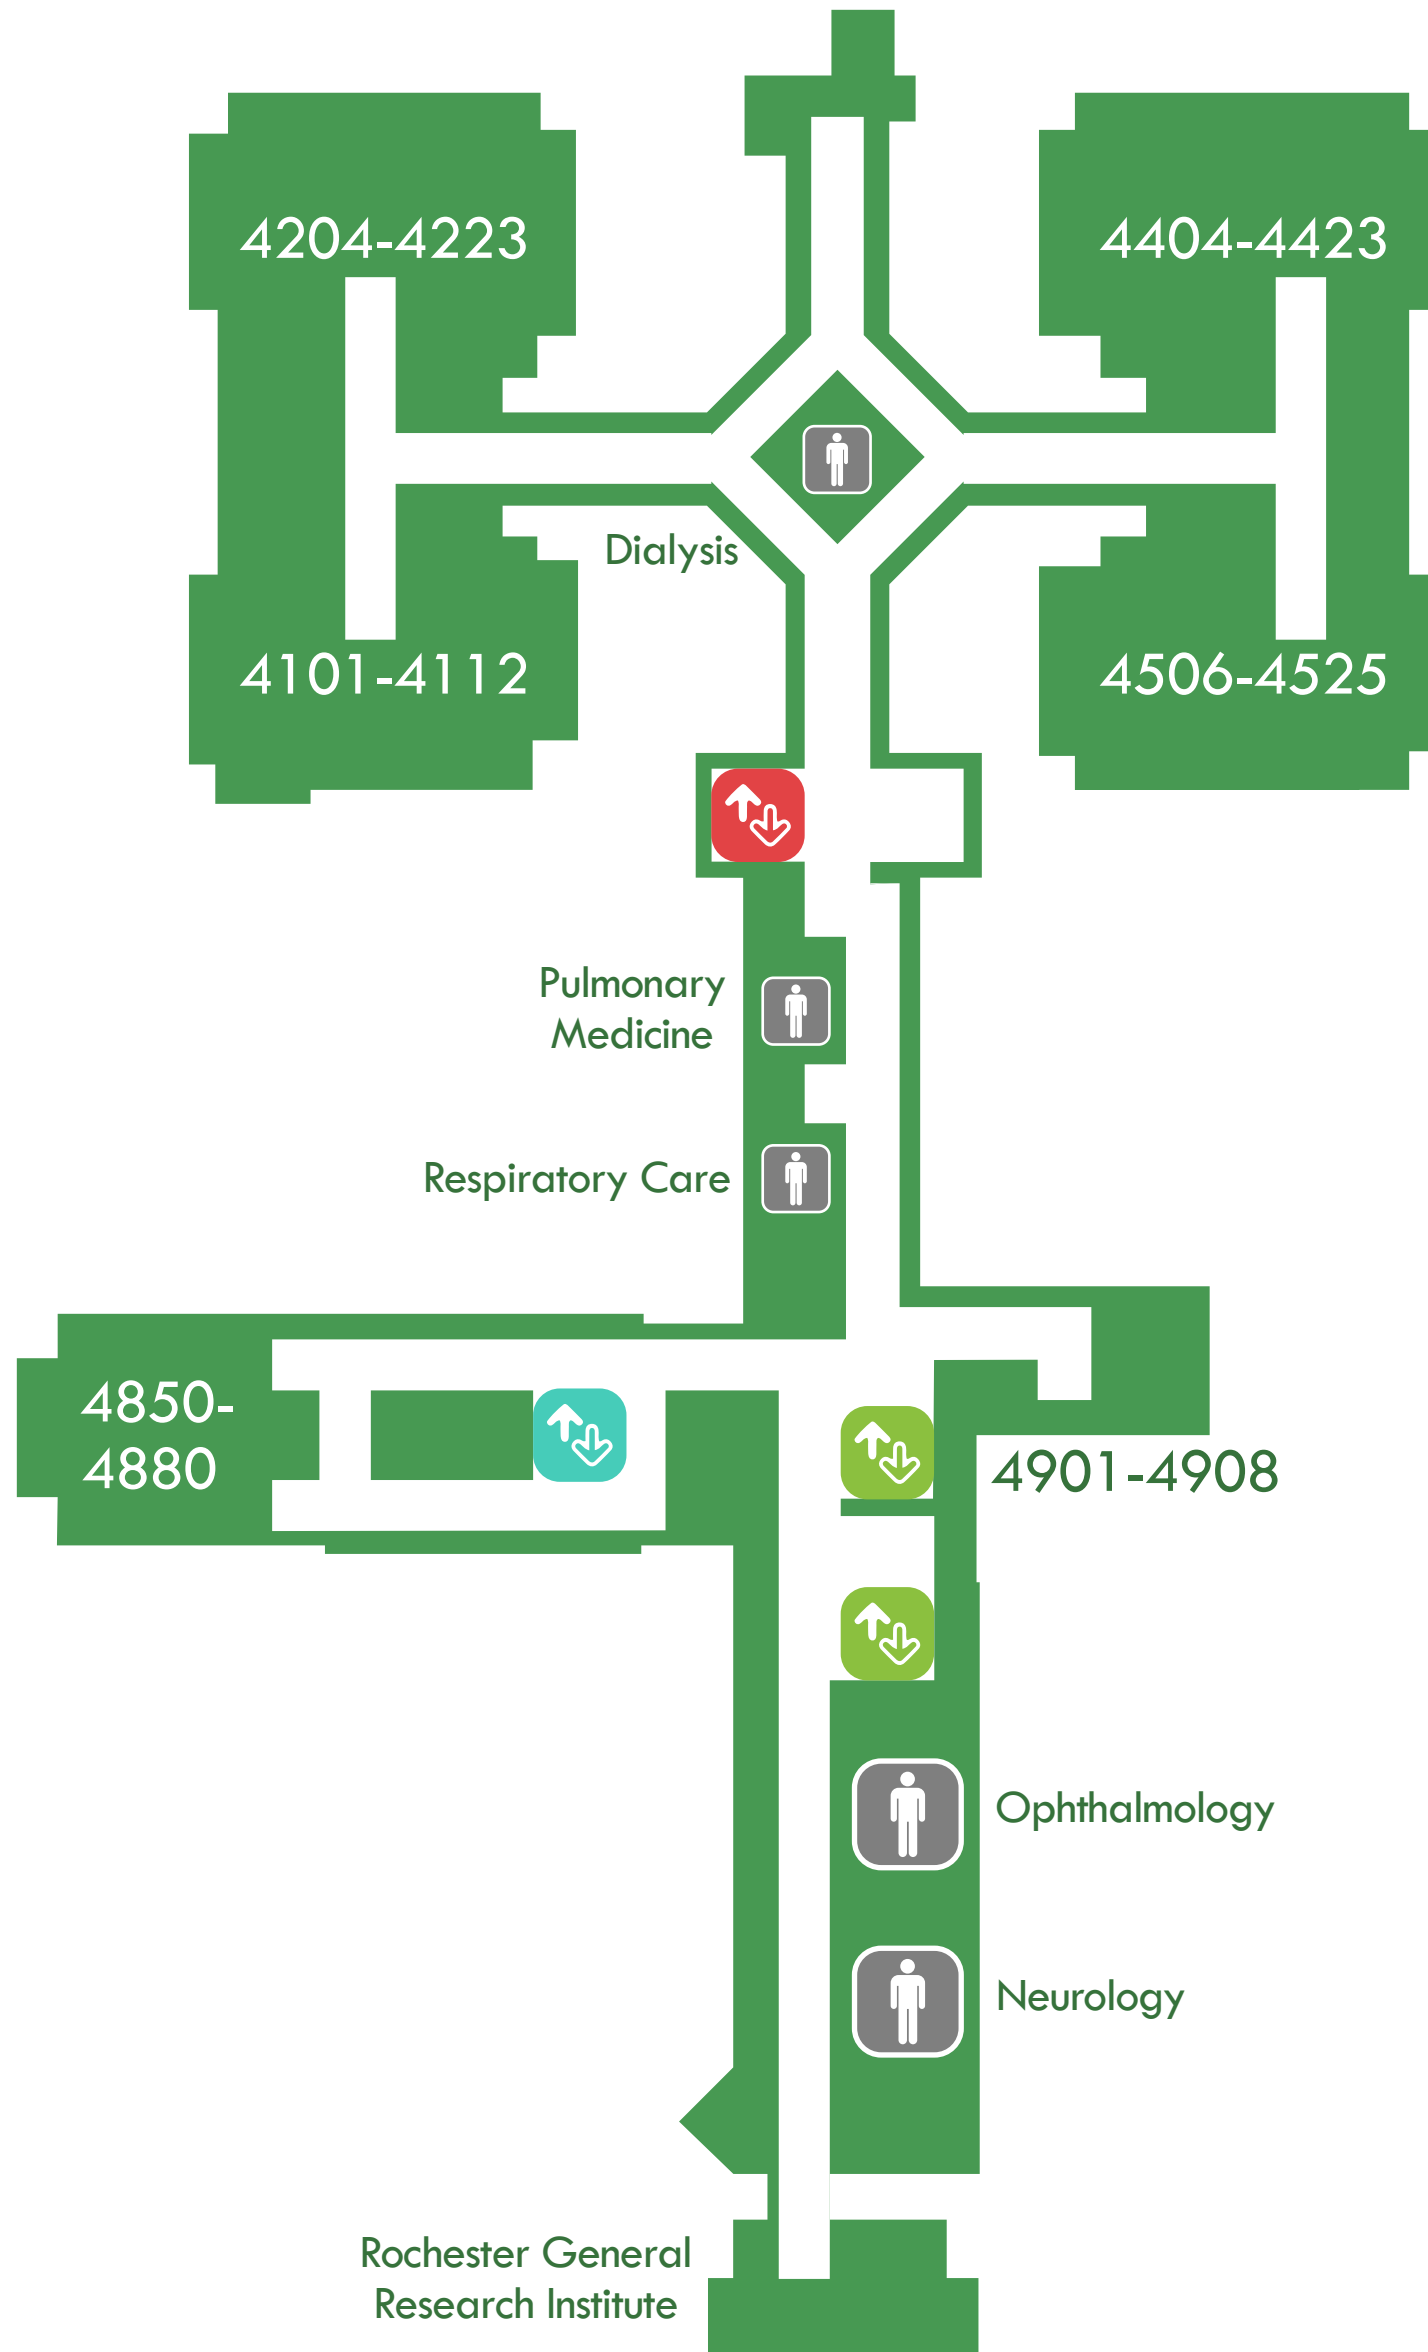 4204-4223
4404-4423
Dialysis
4101-4112
4506-4525
Pulmonary
Medicine
Respiratory Care
4850-
4880
4901-4908
Ophthalmology
Neurology
Rochester General
Research Institute